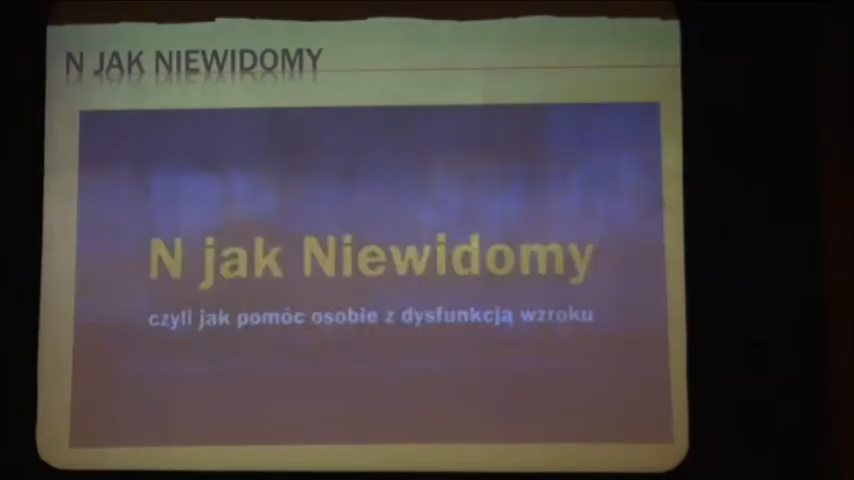 N JAK NIEWIDOMY
N jak Niewidomy
czyli jak pomóc osobie z dysfunkcją wzroku